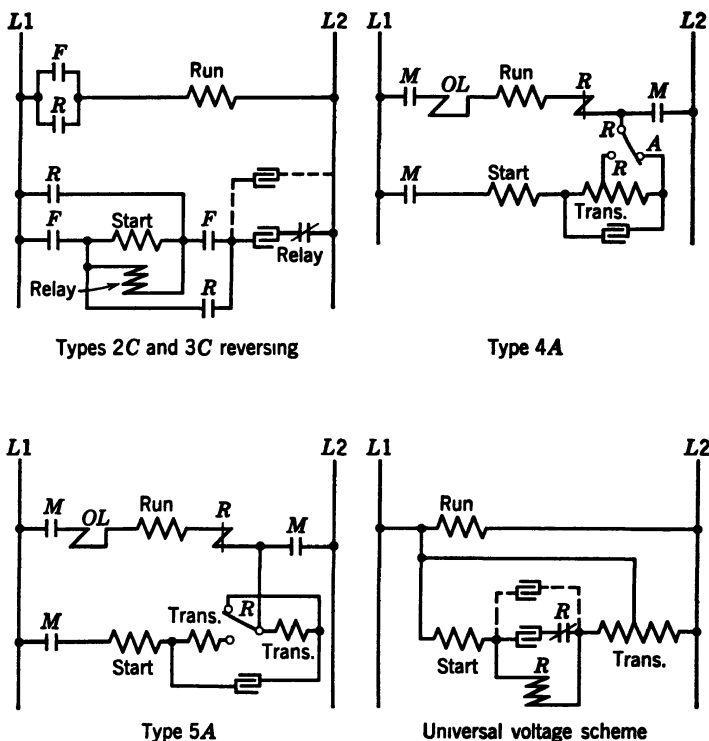 L1 L2
F
Run
R
R
F Start F
Relay
Relay
R
Types 2C and 3C reversing
L1 L2
M OL Run R M
R A
R
M Start
Trans.
Type 4A
L1 L2
M OL Run R M
R
Trans.
M
Start Trans.
Type 5A
L1 L2
Run
R
Start R Trans.
Universal voltage scheme